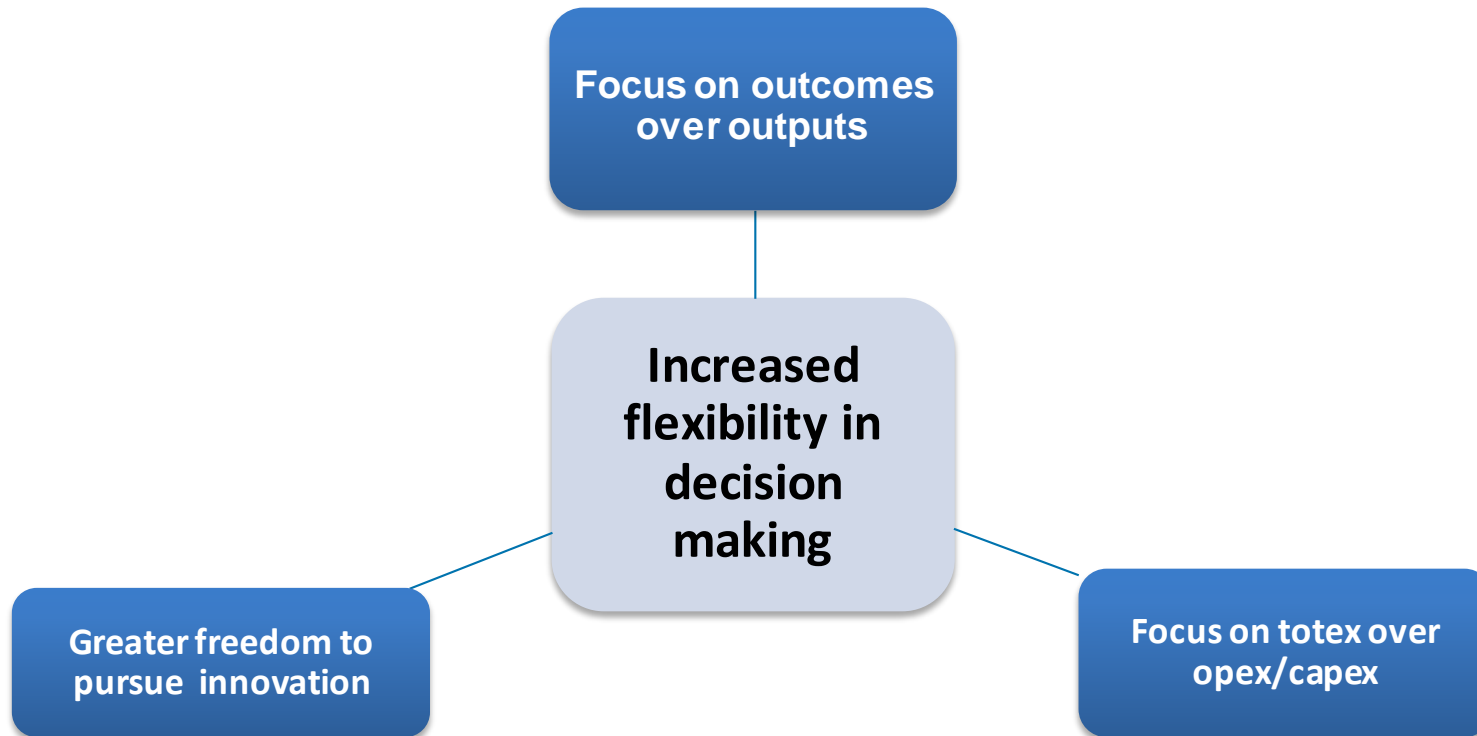 Focus on outcomes
over outputs
Increased
flexibility in
decision
making
Greater freedom to
pursue innovation
Focus on totex over
opex/capex